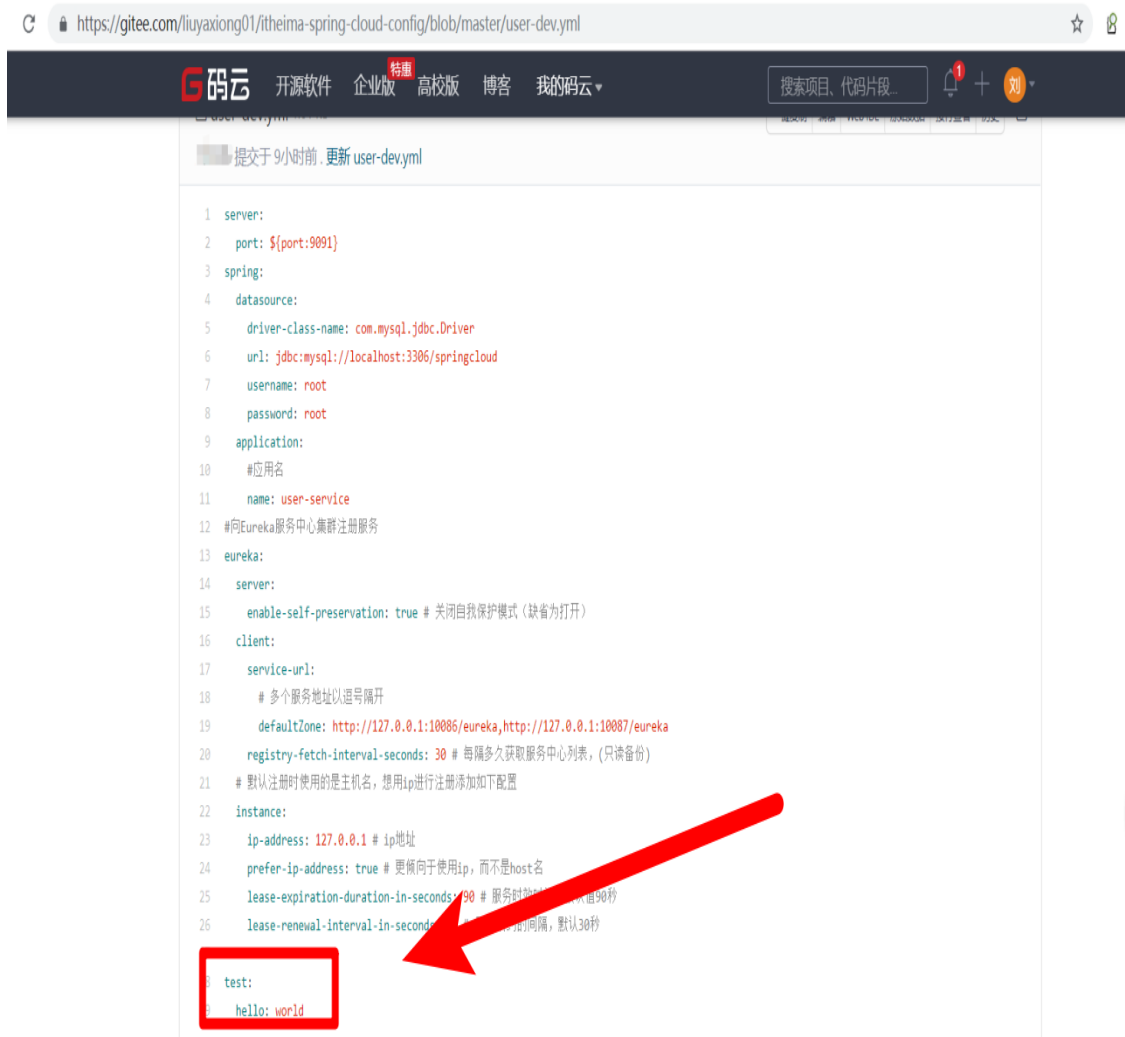 https://gitee.com/liuyaxiong01/itheima-spring-cloud-config/blob/master/user-dev.yml
G 码云 开源软件 企业版 特惠 高校版 博客 我的码云 搜索项目、代码片段... 1 刘
user-dev.yml
提交于 9小时前 . 更新 user-dev.yml
1 server:
2 port: ${port:9091}
3 spring:
4 datasource:
5 driver-class-name: com.mysql.jdbc.Driver
6 url: jdbc:mysql://localhost:3306/springcloud
7 username: root
8 password: root
9 application:
10 #应用名
11 name: user-service
12 #向Eureka服务中心集群注册服务
13 eureka:
14 server:
15 enable-self-preservation: true # 关闭自我保护模式（缺省为打开）
16 client:
17 service-url:
18 # 多个服务地址以逗号隔开
19 defaultZone: http://127.0.0.1:10086/eureka,http://127.0.0.1:10087/eureka
20 registry-fetch-interval-seconds: 30 # 每隔多久获取服务中心列表，(只读备份)
21 # 默认注册时使用的是主机名，想用ip进行注册添加如下配置
22 instance:
23 ip-address: 127.0.0.1 # ip地址
24 prefer-ip-address: true # 更倾向于使用ip，而不是host名
25 lease-expiration-duration-in-seconds: 90 # 服务时效 值90秒
26 lease-renewal-interval-in-seconds 的间隔，默认30秒
test:
hello: world